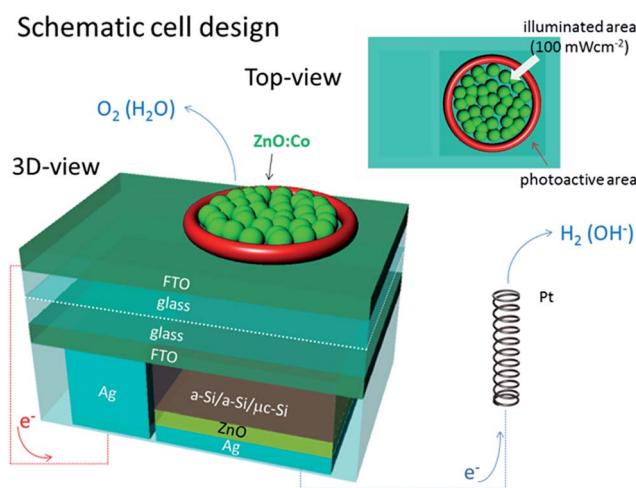 Schematic cell design
Top-view
illuminated area
(100 mWcm⁻²)
O₂ (H₂O)
ZnO:Co
3D-view
photoactive area
H₂ (OH⁻)
FTO
glass
glass
FTO
Pt
Ag
a-Si/a-Si/µc-Si
ZnO
Ag
e⁻
e⁻